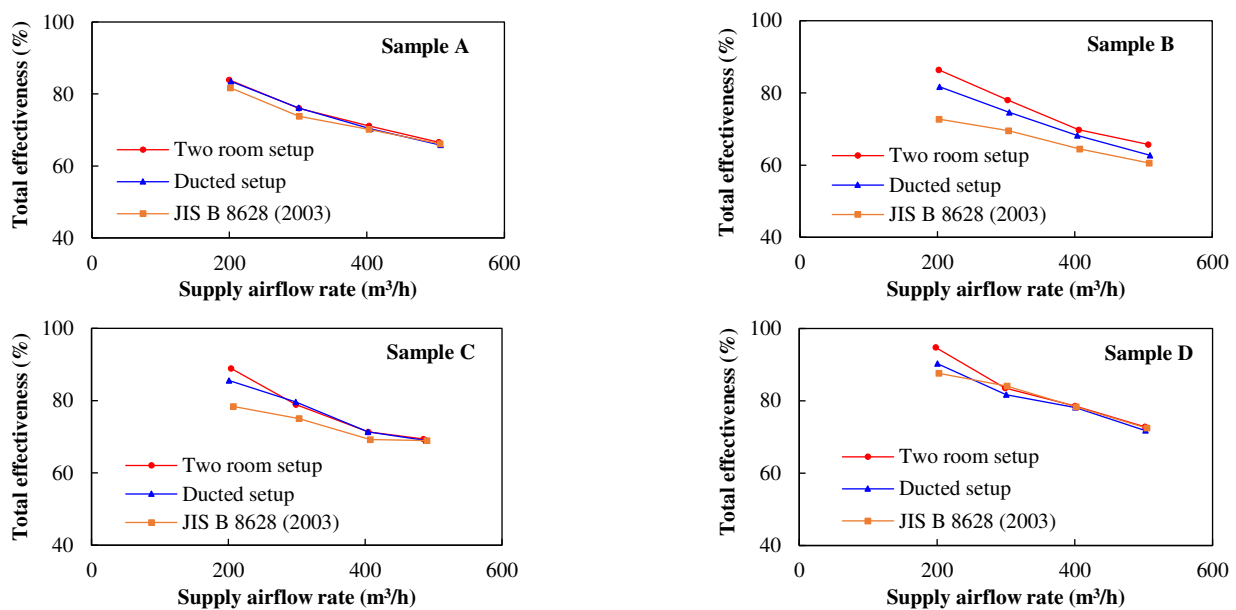 Total effectiveness (%)
100
80
60
40
Sample A
Two room setup
Ducted setup
JIS B 8628 (2003)
0
200
400
600
Supply airflow rate (m³/h)
Total effectiveness (%)
100
80
60
40
Sample B
Two room setup
Ducted setup
JIS B 8628 (2003)
0
200
400
600
Supply airflow rate (m³/h)
Total effectiveness (%)
100
80
60
40
Sample C
Two room setup
Ducted setup
JIS B 8628 (2003)
0
200
400
600
Supply airflow rate (m³/h)
Total effectiveness (%)
100
80
60
40
Sample D
Two room setup
Ducted setup
JIS B 8628 (2003)
0
200
400
600
Supply airflow rate (m³/h)